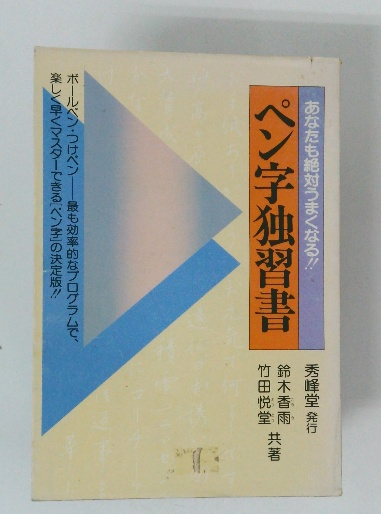 あなたも絶対うまくなる!!
ペン字独習書
秀峰堂 発行
鈴木香雨
竹田悦堂
共著
ボールペン・つけペン——最も効率的なプログラムで、
楽しく早くマスターできる[ペン字]の決定版!!